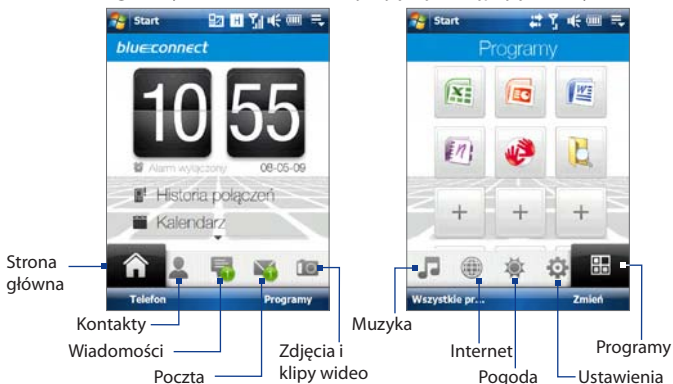 Start
blueconnect
10 55
Alarm wyłączony 08-05-09
Historia połączeń
Kalendarz
Telefon Programy
Strona główna
Kontakty
Wiadomości
Poczta
Zdjęcia i klipy wideo
Start
Programy
Wszystkie pr... Zmień
Muzyka
Internet
Pogoda
Ustawienia
Programy